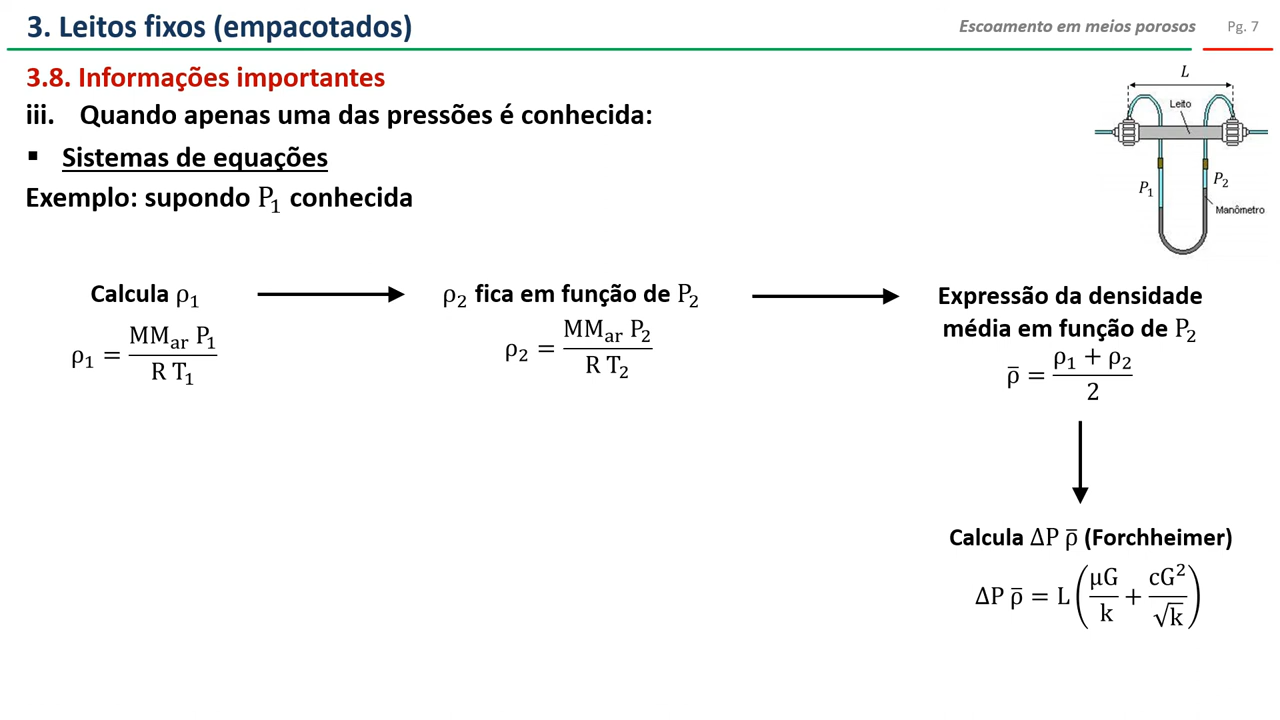 3. Leitos fixos (empacotados)
Escoamento em meios porosos
Pg. 7
3.8. Informações importantes
iii. Quando apenas uma das pressões é conhecida:
▪ Sistemas de equações
Exemplo: supondo P₁ conhecida
L
Leito
P₁
P₂
Manômetro
Calcula ρ₁
ρ₁ = MMₐᵣ P₁ / R T₁
ρ₂ fica em função de P₂
ρ₂ = MMₐᵣ P₂ / R T₂
Expressão da densidade
média em função de P₂
ρ̄ = ρ₁ + ρ₂ / 2
Calcula ΔP ρ̄ (Forchheimer)
ΔP ρ̄ = L (μG / k + cG² / √k)